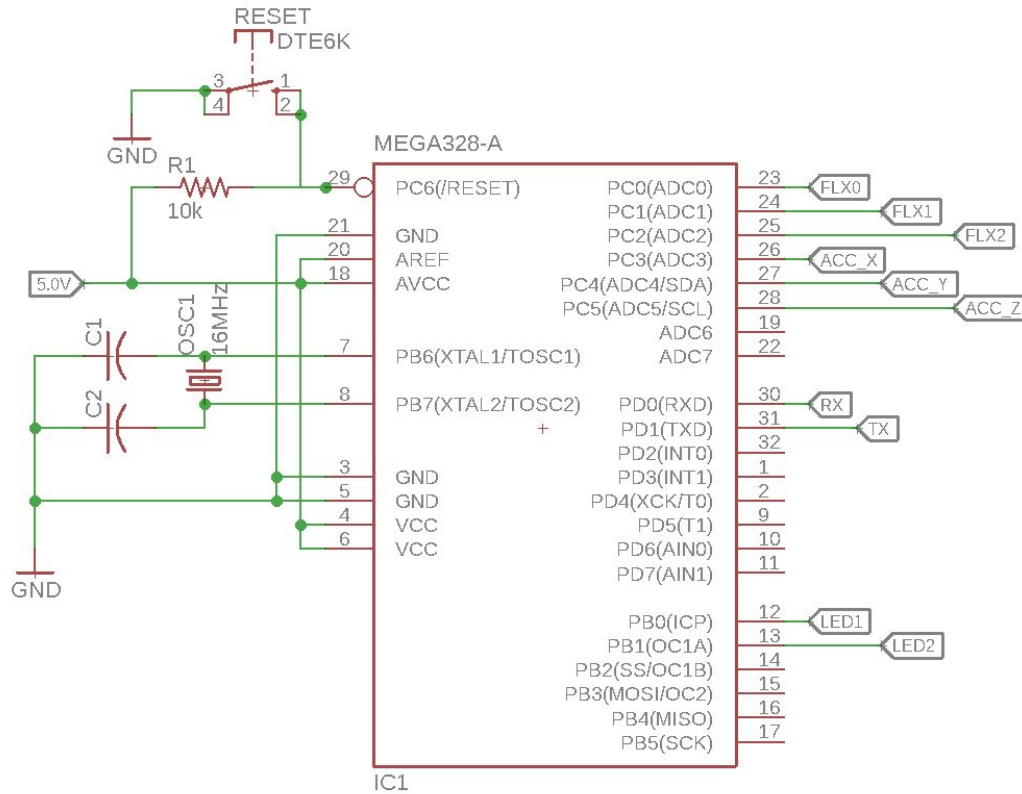 RESET
DTE6K
3 1
4 2
GND
R1
10k
MEGA328-A
29 PC6(/RESET)
21 GND
20 AREF
18 AVCC
5.0V
C1
OSC1
16MHz
7 PB6(XTAL1/TOSC1)
C2
8 PB7(XTAL2/TOSC2)
3 GND
5 GND
4 VCC
6 VCC
GND
PC0(ADC0) 23 FLX0
PC1(ADC1) 24 FLX1
PC2(ADC2) 25 FLX2
PC3(ADC3) 26 ACC_X
PC4(ADC4/SDA) 27 ACC_Y
PC5(ADC5/SCL) 28 ACC_Z
ADC6 19
ADC7 22
PD0(RXD) 30 RX
PD1(TXD) 31 TX
PD2(INT0) 32
PD3(INT1) 1
PD4(XCK/T0) 2
PD5(T1) 9
PD6(AIN0) 10
PD7(AIN1) 11
PB0(ICP) 12 LED1
PB1(OC1A) 13 LED2
PB2(SS/OC1B) 14
PB3(MOSI/OC2) 15
PB4(MISO) 16
PB5(SCK) 17
IC1